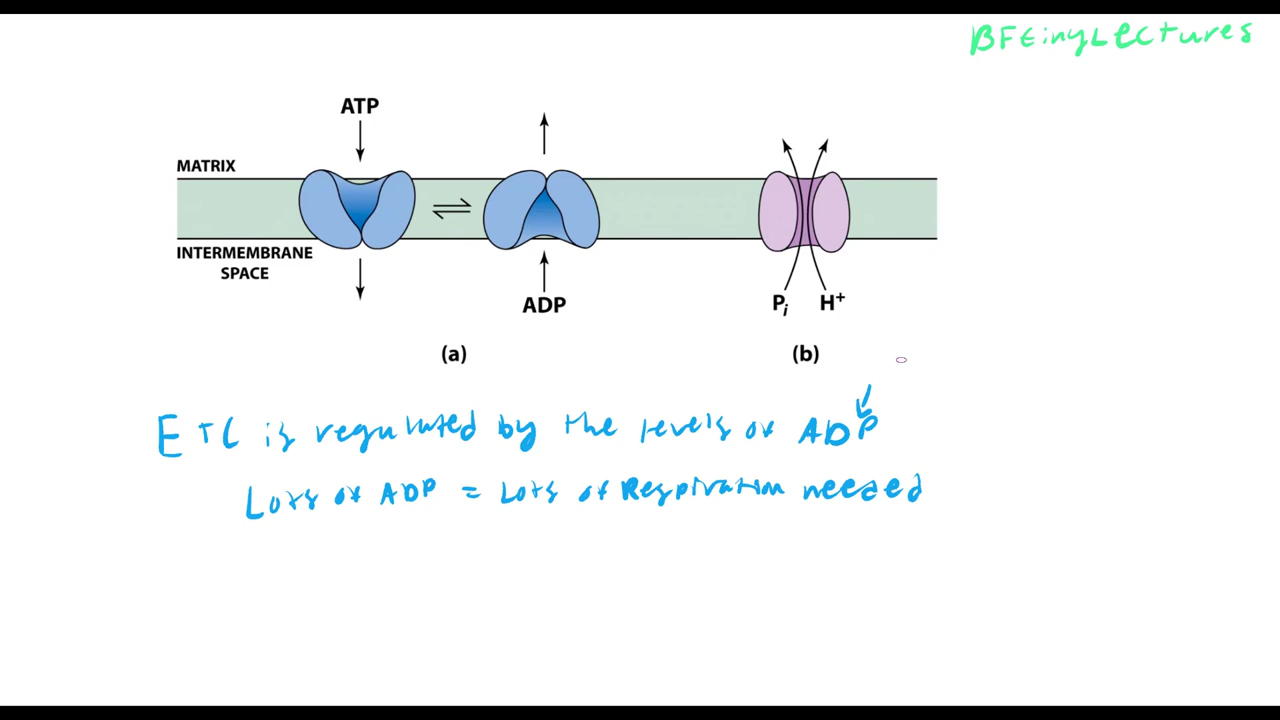 BFEinyLectures
ATP
MATRIX
INTERMEMBRANE
SPACE
ADP
Pi H+
(a) (b)
ETC is regulated by the levels of ADP
Lots of ADP = Lots of Respiration needed